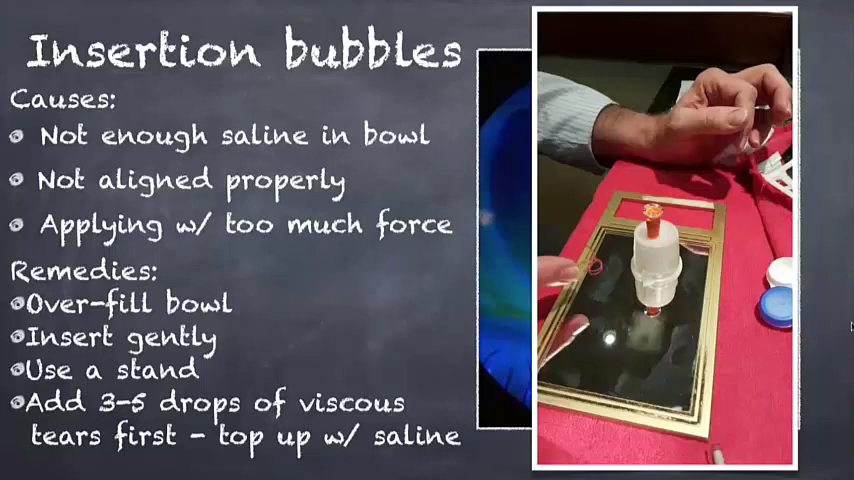 Insertion bubbles
Causes:
• Not enough saline in bowl
• Not aligned properly
• Applying w/ too much force
Remedies:
•Over-fill bowl
•Insert gently
•Use a stand
•Add 3-5 drops of viscous
tears first - top up w/ saline